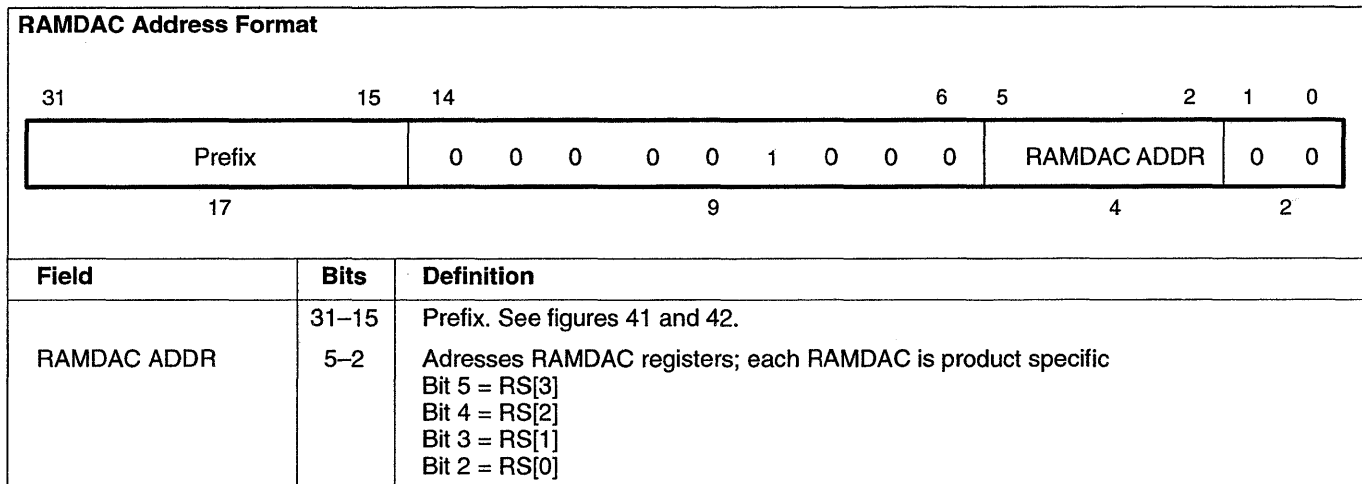 RAMDAC Address Format
31 15 14 6 5 2 1 0
Prefix 0 0 0 0 0 1 0 0 0 RAMDAC ADDR 0 0
17 9 4 2
Field Bits Definition
31–15 Prefix. See figures 41 and 42.
RAMDAC ADDR 5–2 Adresses RAMDAC registers; each RAMDAC is product specific
Bit 5 = RS[3]
Bit 4 = RS[2]
Bit 3 = RS[1]
Bit 2 = RS[0]